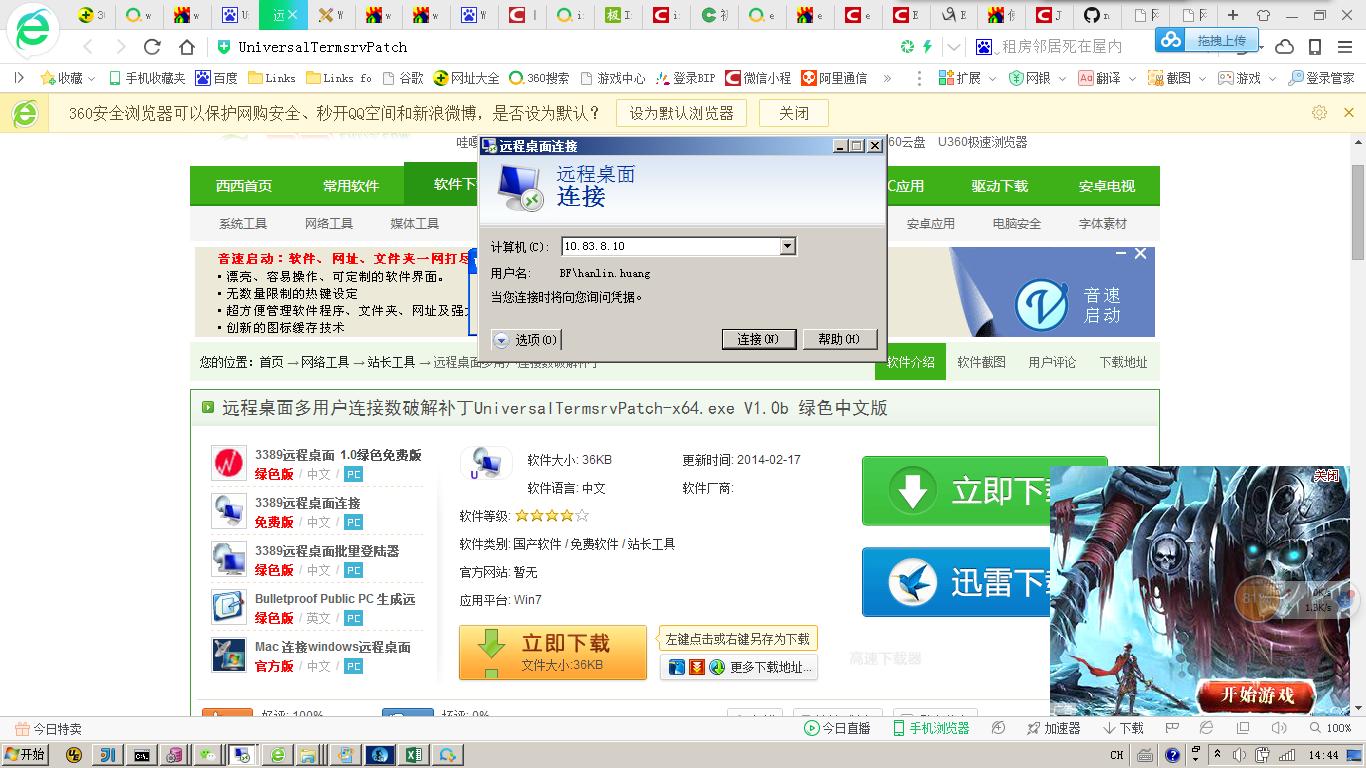 远
UniversalTermsrvPatch
租房邻居死在屋内
拖拽上传
收藏
手机收藏夹
百度
Links
Links fo
谷歌
网址大全
360搜索
游戏中心
登录BIP
微信小程
阿里通信
»
扩展
网银
翻译
截图
游戏
登录管家
360安全浏览器可以保护网购安全、秒开QQ空间和新浪微博，是否设为默认？
设为默认浏览器
关闭
60云盘
U360极速浏览器
西西首页
常用软件
软件下
应用
驱动下载
安卓电视
系统工具
网络工具
媒体工具
安卓应用
电脑安全
字体素材
远程桌面连接
远程桌面
连接
计算机(C):
10.83.8.10
用户名:
BF\hanlin.huang
当您连接时将向您询问凭据。
选项(O)
连接(N)
帮助(H)
音速启动：软件、网址、文件夹一网打尽
• 漂亮、容易操作、可定制的软件界面。
• 无数量限制的热键设定
• 超方便管理软件程序、文件夹、网址及强
• 创新的图标缓存技术
音速
启动
您的位置：首页 → 网络工具 → 站长工具 → 远程桌面多用户连接数破解补丁
软件介绍
软件截图
用户评论
下载地址
远程桌面多用户连接数破解补丁UniversalTermsrvPatch-x64.exe V1.0b 绿色中文版
3389远程桌面 1.0绿色免费版
绿色版 / 中文 / PC
3389远程桌面连接
免费版 / 中文 / PC
3389远程桌面批量登陆器
绿色版 / 中文 / PC
Bulletproof Public PC 生成远
绿色版 / 英文 / PC
Mac 连接windows远程桌面
官方版 / 中文 / PC
U
软件大小: 36KB
更新时间: 2014-02-17
软件语言: 中文
软件厂商:
软件等级:
软件类别: 国产软件 / 免费软件 / 站长工具
官方网站: 暂无
应用平台: Win7
立即下载
文件大小:36KB
左键点击或右键另存为下载
更多下载地址...
立即下
迅雷下
高速下载器
关闭
0K/s
1.3K/s
开始游戏
好评: 100%
坏评: 0%
今日特卖
今日直播
手机浏览器
加速器
下载
100%
开始
CH
14:44